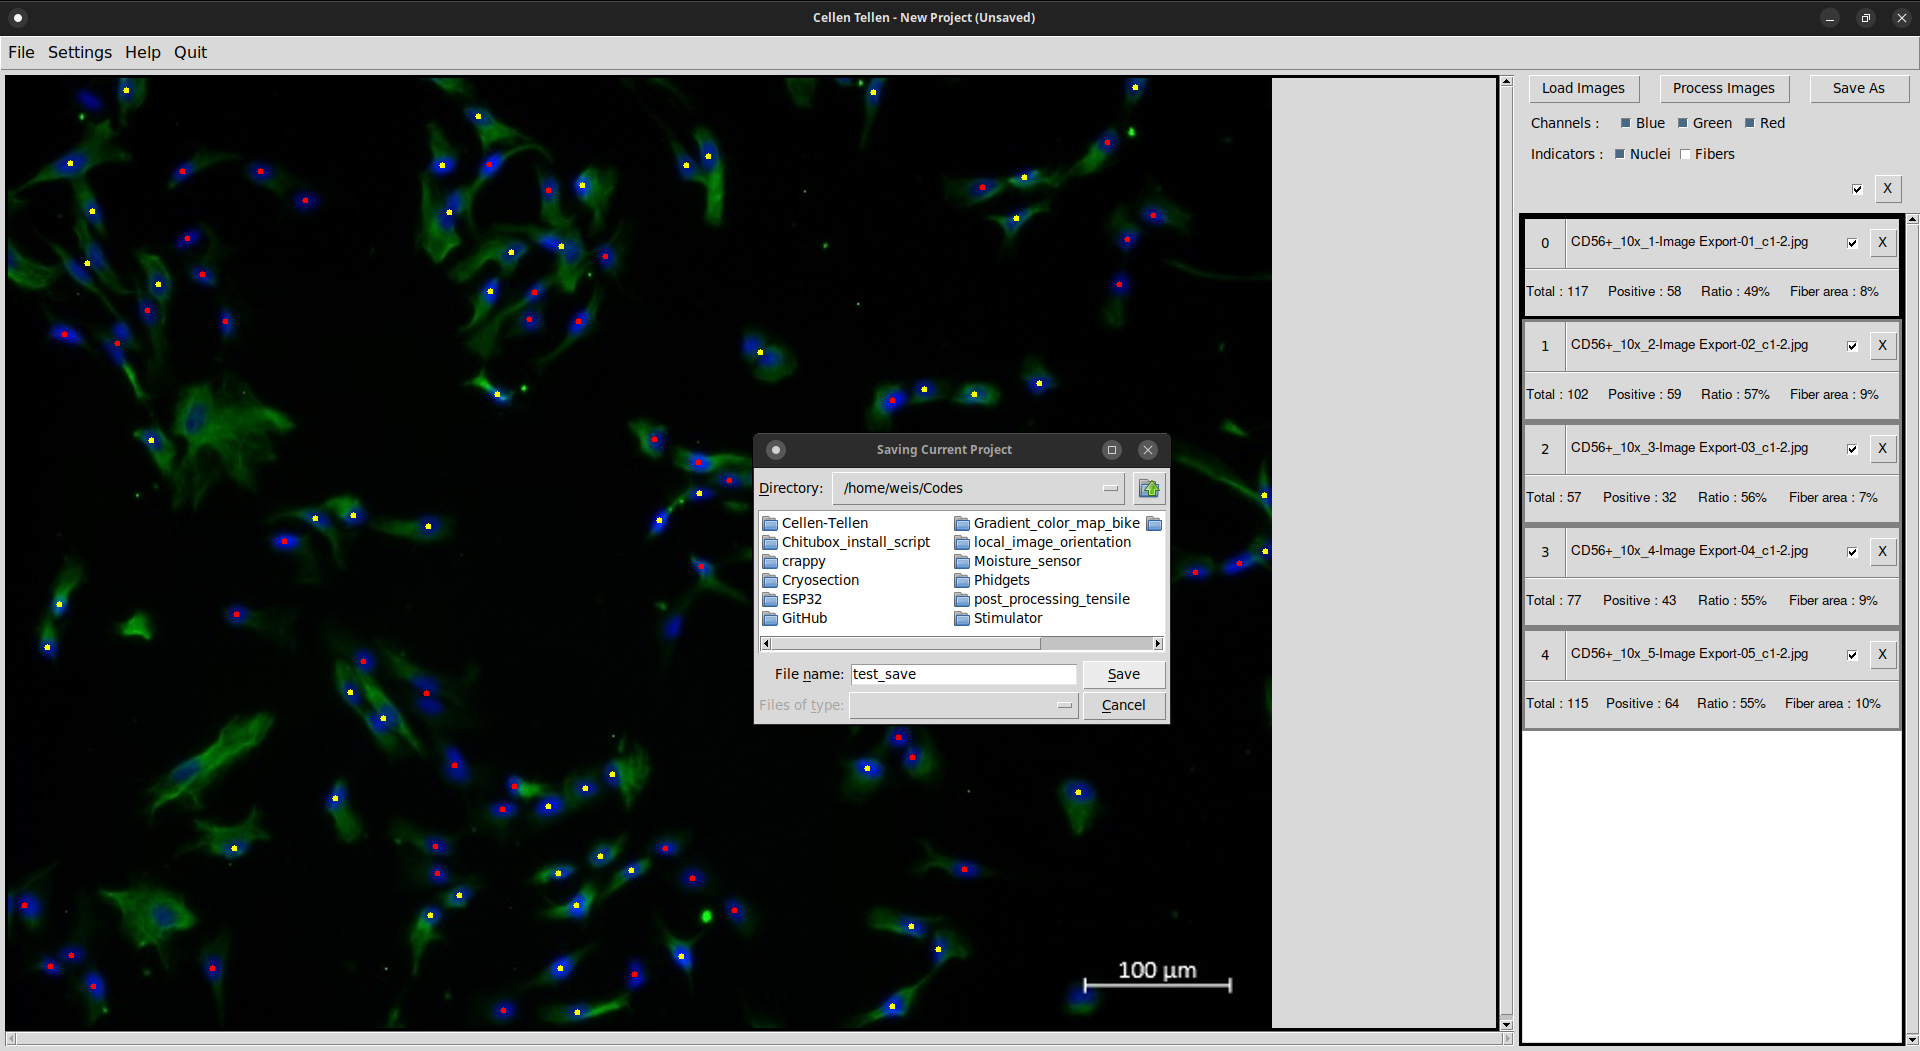 Cellen Tellen - New Project (Unsaved)
File Settings Help Quit
Load Images Process Images Save As
Channels : Blue Green Red
Indicators : Nuclei Fibers
X
0 CD56+_10x_1-Image Export-01_c1-2.jpg X
Total : 117 Positive : 58 Ratio : 49% Fiber area : 8%
1 CD56+_10x_2-Image Export-02_c1-2.jpg X
Total : 102 Positive : 59 Ratio : 57% Fiber area : 9%
2 CD56+_10x_3-Image Export-03_c1-2.jpg X
Total : 57 Positive : 32 Ratio : 56% Fiber area : 7%
3 CD56+_10x_4-Image Export-04_c1-2.jpg X
Total : 77 Positive : 43 Ratio : 55% Fiber area : 9%
4 CD56+_10x_5-Image Export-05_c1-2.jpg X
Total : 115 Positive : 64 Ratio : 55% Fiber area : 10%
Saving Current Project
Directory: /home/weis/Codes
Cellen-Tellen
Chitubox_install_script
crappy
Cryosection
ESP32
GitHub
Gradient_color_map_bike
local_image_orientation
Moisture_sensor
Phidgets
post_processing_tensile
Stimulator
File name: test_save Save
Files of type: Cancel
100 µm